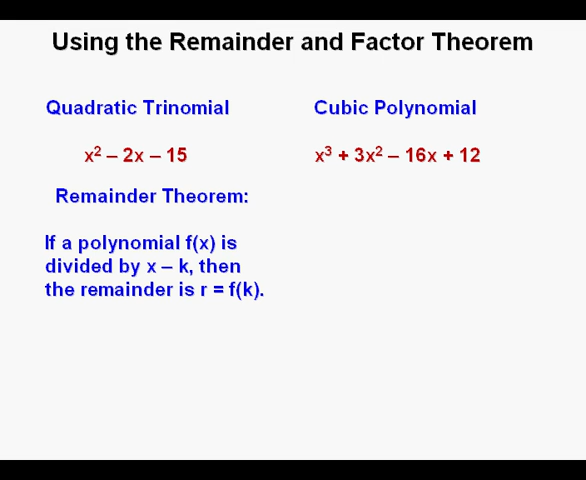 Using the Remainder and Factor Theorem
Quadratic Trinomial
x² – 2x – 15
Cubic Polynomial
x³ + 3x² – 16x + 12
Remainder Theorem:
If a polynomial f(x) is
divided by x – k, then
the remainder is r = f(k).